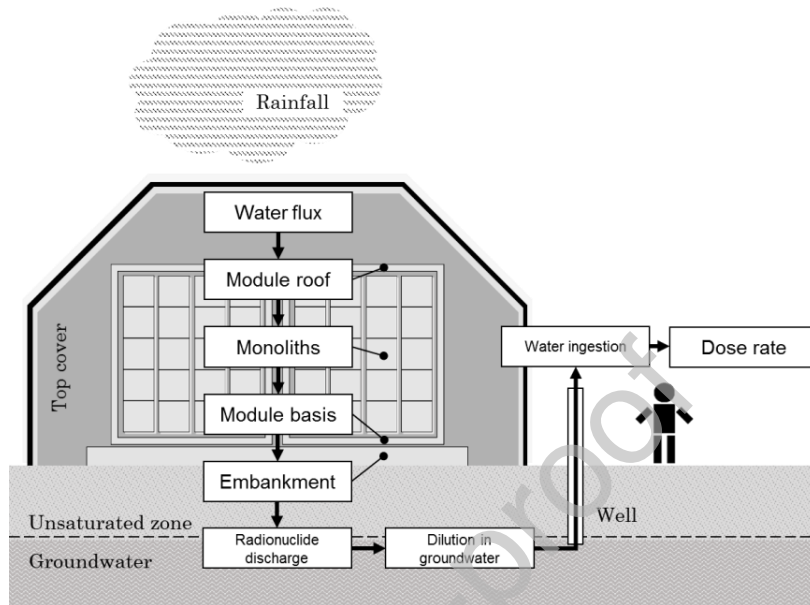 Rainfall
Water flux
Module roof
Monoliths
Module basis
Embankment
Top cover
Water ingestion
Dose rate
Unsaturated zone
Well
Groundwater
Radionuclide
discharge
Dilution in
groundwater
proof